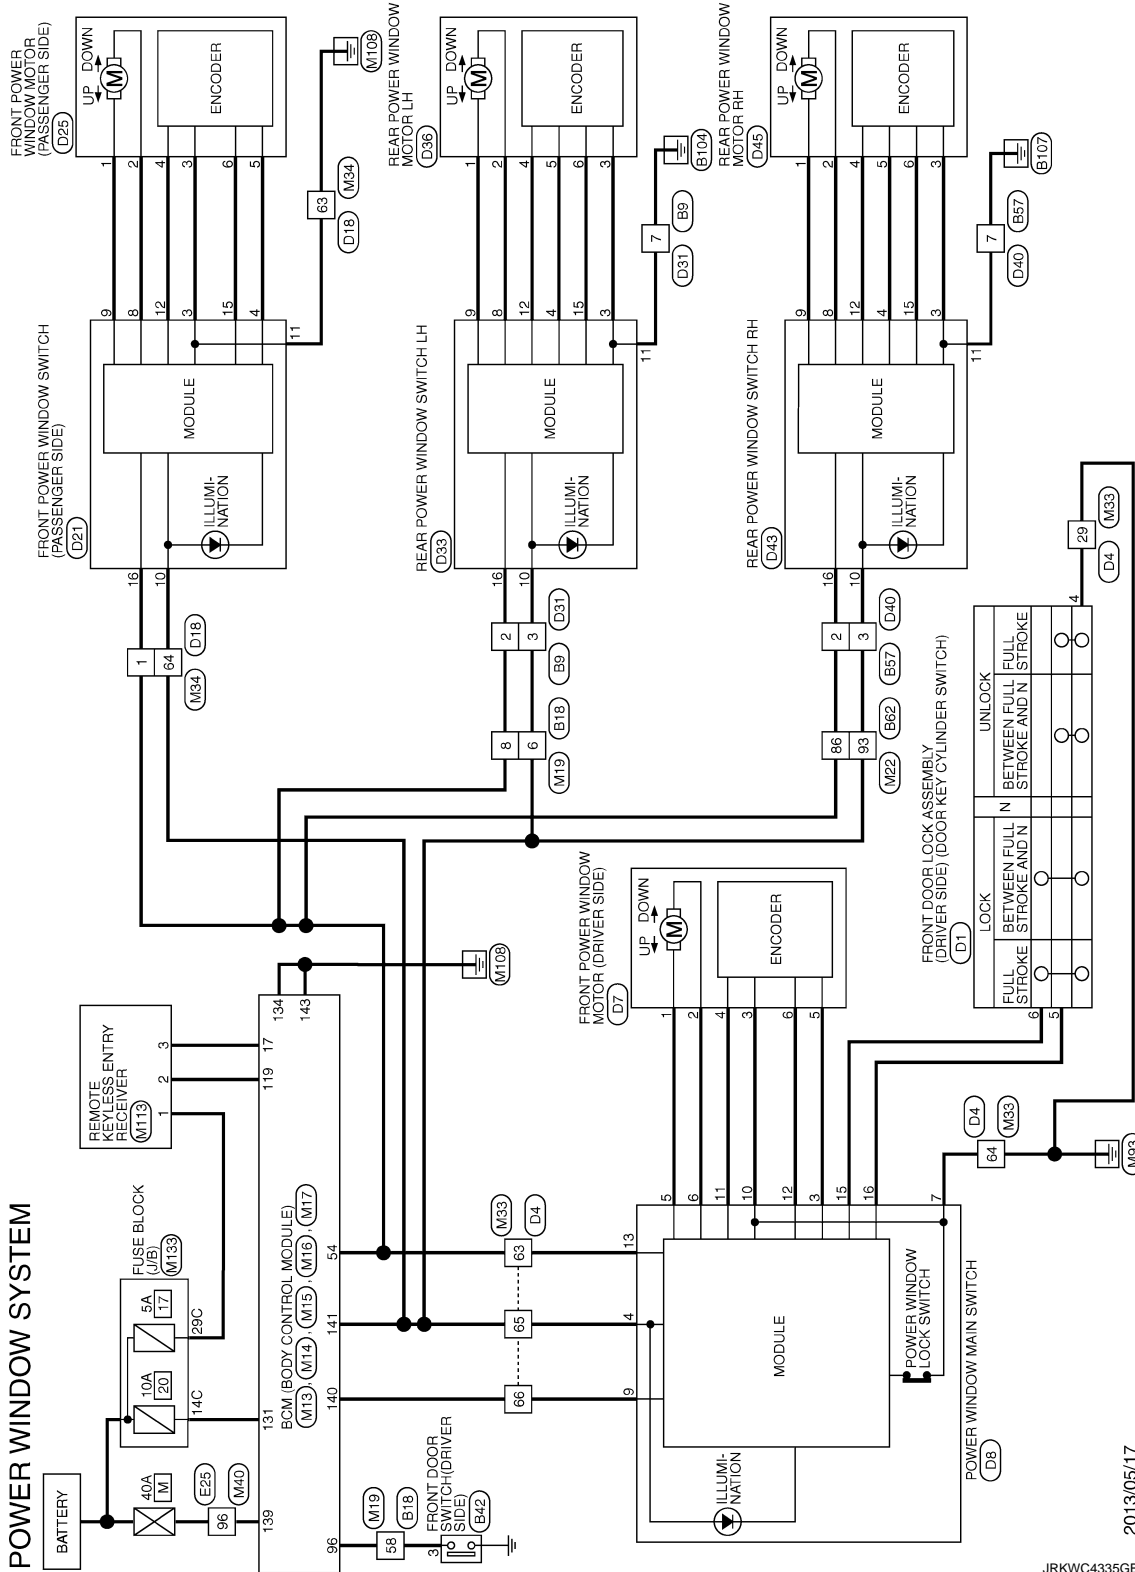 POWER WINDOW SYSTEM
BATTERY
40A
M
96
E25
M40
139
FUSE BLOCK
(J/B)
M133
10A
20
5A
17
14C
29C
131
REMOTE
KEYLESS ENTRY
RECEIVER
M113
1
2
3
119
17
134
143
M108
BCM (BODY CONTROL MODULE)
M13 , M14 , M15 , M16 , M17
96
140
141
54
58
M19
B18
3
FRONT DOOR
SWITCH(DRIVER
SIDE)
B42
66
65
63
M33
D4
9
4
13
ILLUMI-
NATION
MODULE
POWER WINDOW
LOCK SWITCH
POWER WINDOW MAIN SWITCH
D8
5
6
11
10
12
3
15
16
7
64
D4
M33
M93
FRONT POWER WINDOW
MOTOR (DRIVER SIDE)
D7
1
2
4
3
6
5
UP
DOWN
M
ENCODER
FRONT DOOR LOCK ASSEMBLY
(DRIVER SIDE) (DOOR KEY CYLINDER SWITCH)
D1
LOCK
N
UNLOCK
FULL
STROKE
BETWEEN FULL
STROKE AND N
BETWEEN FULL
STROKE AND N
FULL
STROKE
6
5
4
29
D4
M33
1
64
M34
D18
16
10
FRONT POWER WINDOW SWITCH
(PASSENGER SIDE)
D21
ILLUMI-
NATION
MODULE
9
8
12
3
15
4
11
63
D18
M34
M108
FRONT POWER
WINDOW MOTOR
(PASSENGER SIDE)
D25
1
2
4
3
6
5
UP
DOWN
M
ENCODER
8
6
M19
B18
2
3
B9
D31
16
10
REAR POWER WINDOW SWITCH LH
D33
ILLUMI-
NATION
MODULE
9
8
12
4
15
3
11
7
D31
B9
B104
REAR POWER WINDOW
MOTOR LH
D36
1
2
4
5
6
3
UP
DOWN
M
ENCODER
86
93
M22
B62
2
3
B57
D40
16
10
REAR POWER WINDOW SWITCH RH
D43
ILLUMI-
NATION
MODULE
9
8
12
4
15
3
11
7
D40
B57
B107
REAR POWER WINDOW
MOTOR RH
D45
1
2
4
5
6
3
UP
DOWN
M
ENCODER
2013/05/17